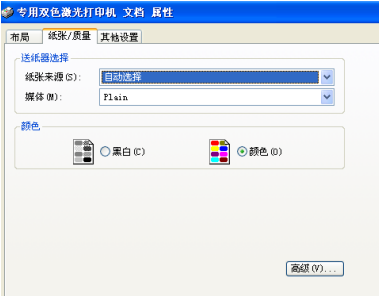 专用双色激光打印机 文档 属性
布局 纸张/质量 其他设置
送纸器选择
纸张来源(S): 自动选择
媒体(M): Plain
颜色
黑白(C) 颜色(O)
高级(V)...